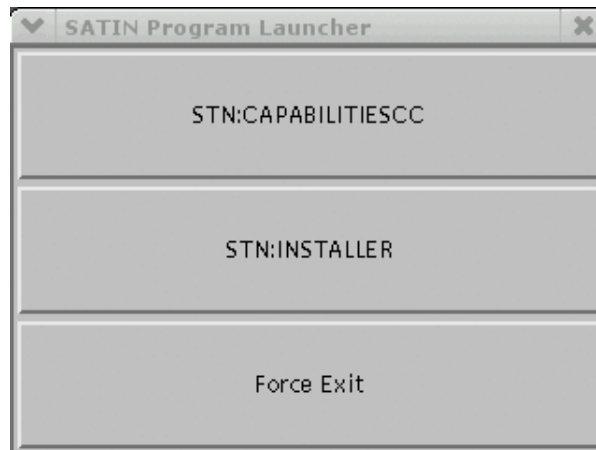 SATIN Program Launcher
STN:CAPABILITIESCC
STN:INSTALLER
Force Exit